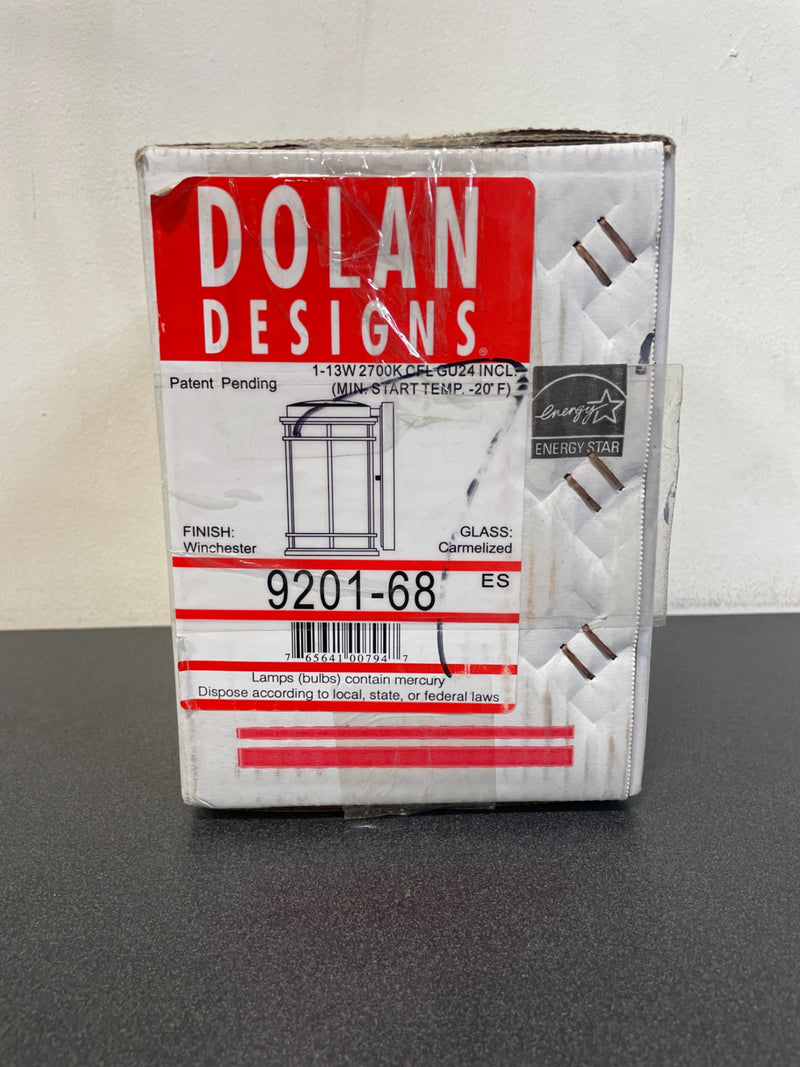 DOLAN
DESIGNS®
1-13W 2700K CFL GU24 INCL.
Patent Pending
(MIN. START TEMP. -20°F)
energy
ENERGY STAR
FINISH:
Winchester
GLASS:
Carmelized
9201-68
ES
7 65641 00794 7
Lamps (bulbs) contain mercury
Dispose according to local, state, or federal laws